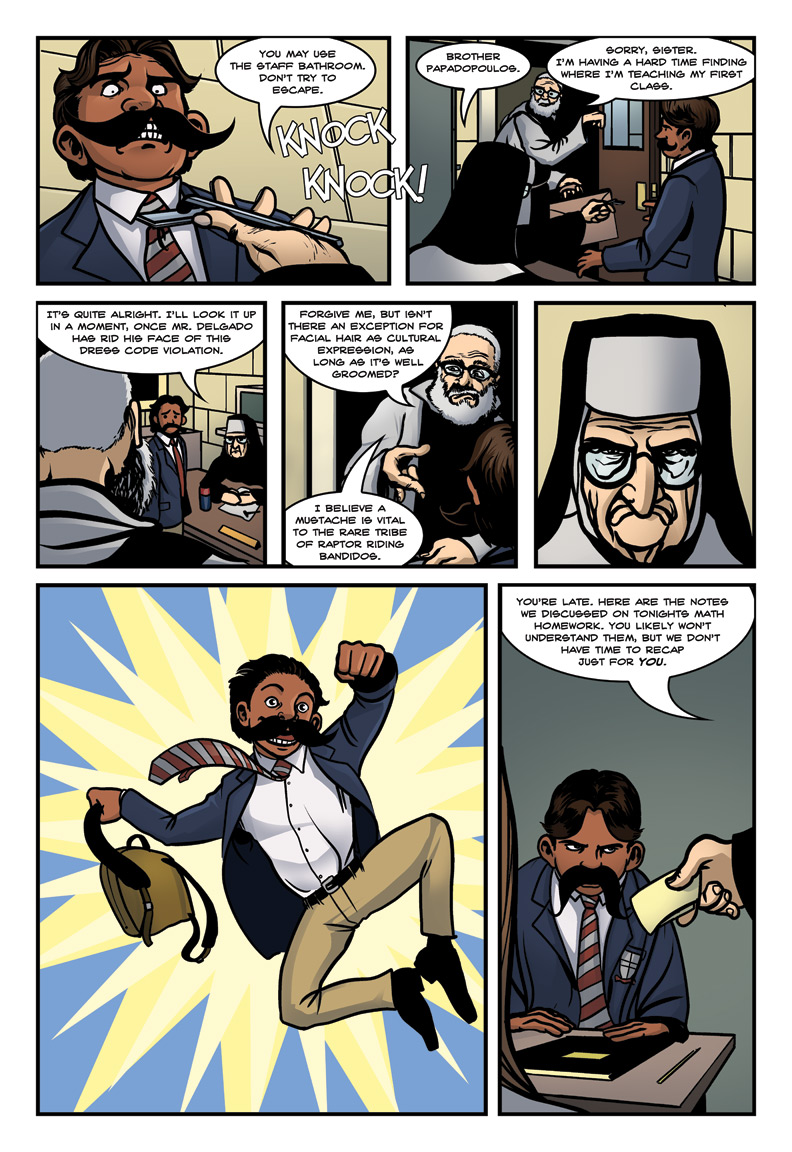 YOU MAY USE
THE STAFF BATHROOM.
DON'T TRY TO
ESCAPE.
KNOCK
KNOCK!
BROTHER
PAPADOPOULOS.
SORRY, SISTER.
I'M HAVING A HARD TIME FINDING
WHERE I'M TEACHING MY FIRST
CLASS.
IT'S QUITE ALRIGHT. I'LL LOOK IT UP
IN A MOMENT, ONCE MR. DELGADO
HAS RID HIS FACE OF THIS
DRESS CODE VIOLATION.
FORGIVE ME, BUT ISN'T
THERE AN EXCEPTION FOR
FACIAL HAIR AS CULTURAL
EXPRESSION, AS
LONG AS IT'S WELL
GROOMED?
I BELIEVE A
MUSTACHE IS VITAL
TO THE RARE TRIBE
OF RAPTOR RIDING
BANDIDOS.
YOU'RE LATE. HERE ARE THE NOTES
WE DISCUSSED ON TONIGHTS MATH
HOMEWORK. YOU LIKELY WON'T
UNDERSTAND THEM, BUT WE DON'T
HAVE TIME TO RECAP
JUST FOR YOU.